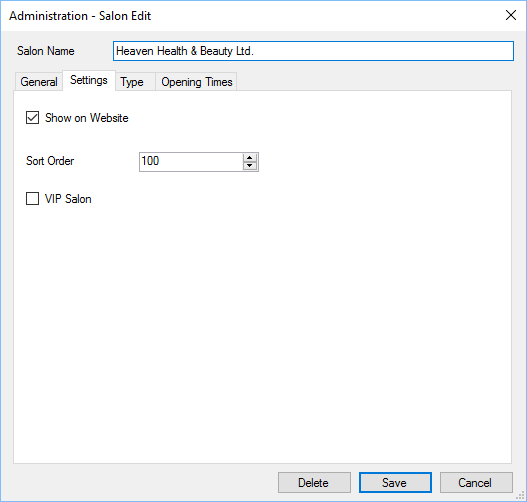 Administration - Salon Edit
Salon Name Heaven Health & Beauty Ltd.
General Settings Type Opening Times
Show on Website
Sort Order 100
VIP Salon
Delete Save Cancel